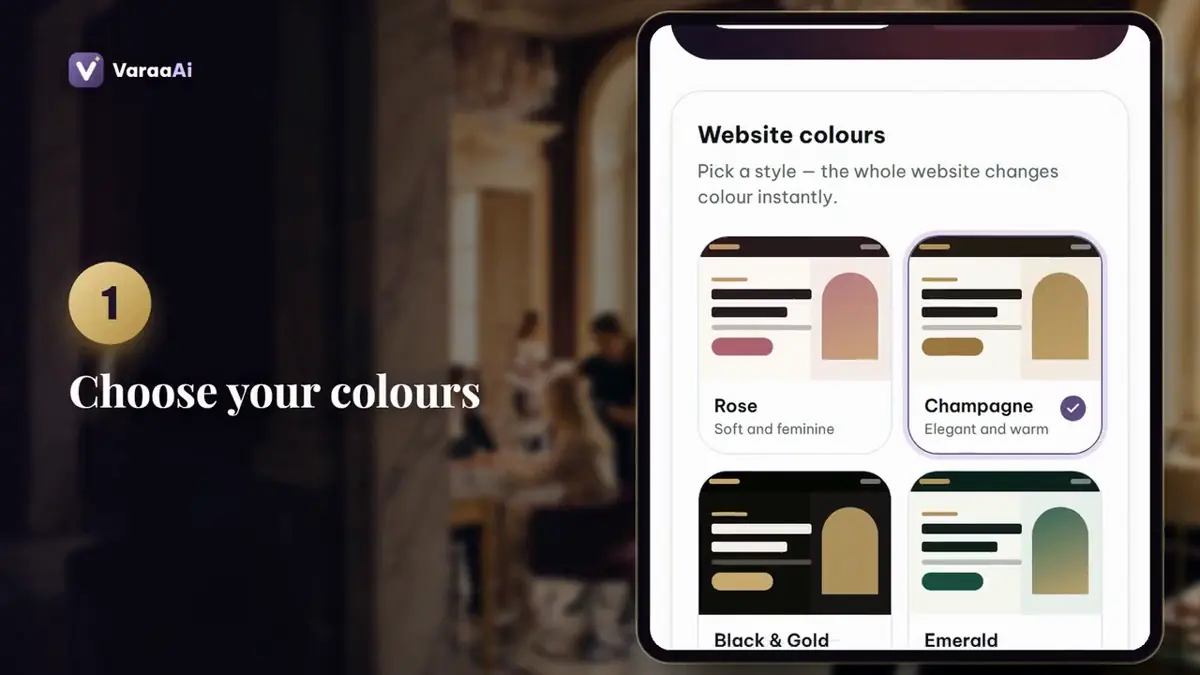 VaraaAi
1
Choose your colours
Website colours
Pick a style — the whole website changes
colour instantly.
Rose
Soft and feminine
Champagne
Elegant and warm
Black & Gold
Emerald